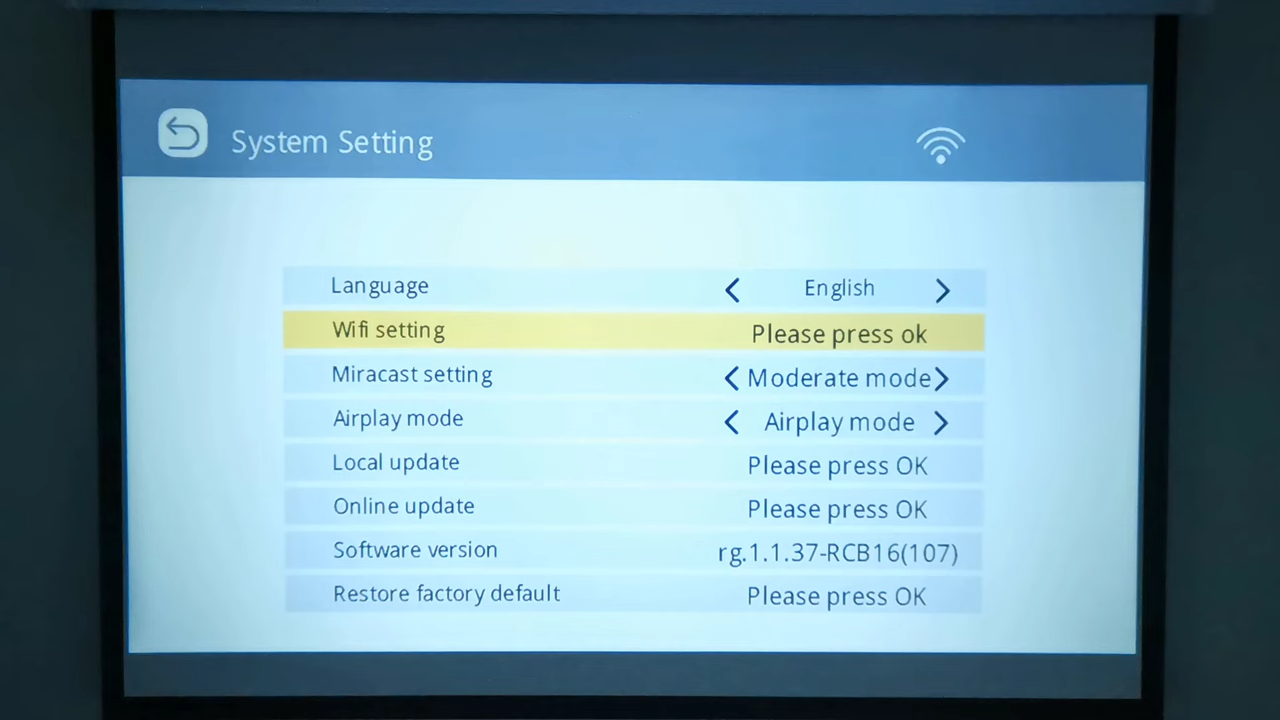 System Setting
Language English
Wifi setting Please press ok
Miracast setting Moderate mode
Airplay mode Airplay mode
Local update Please press OK
Online update Please press OK
Software version rg.1.1.37-RCB16(107)
Restore factory default Please press OK